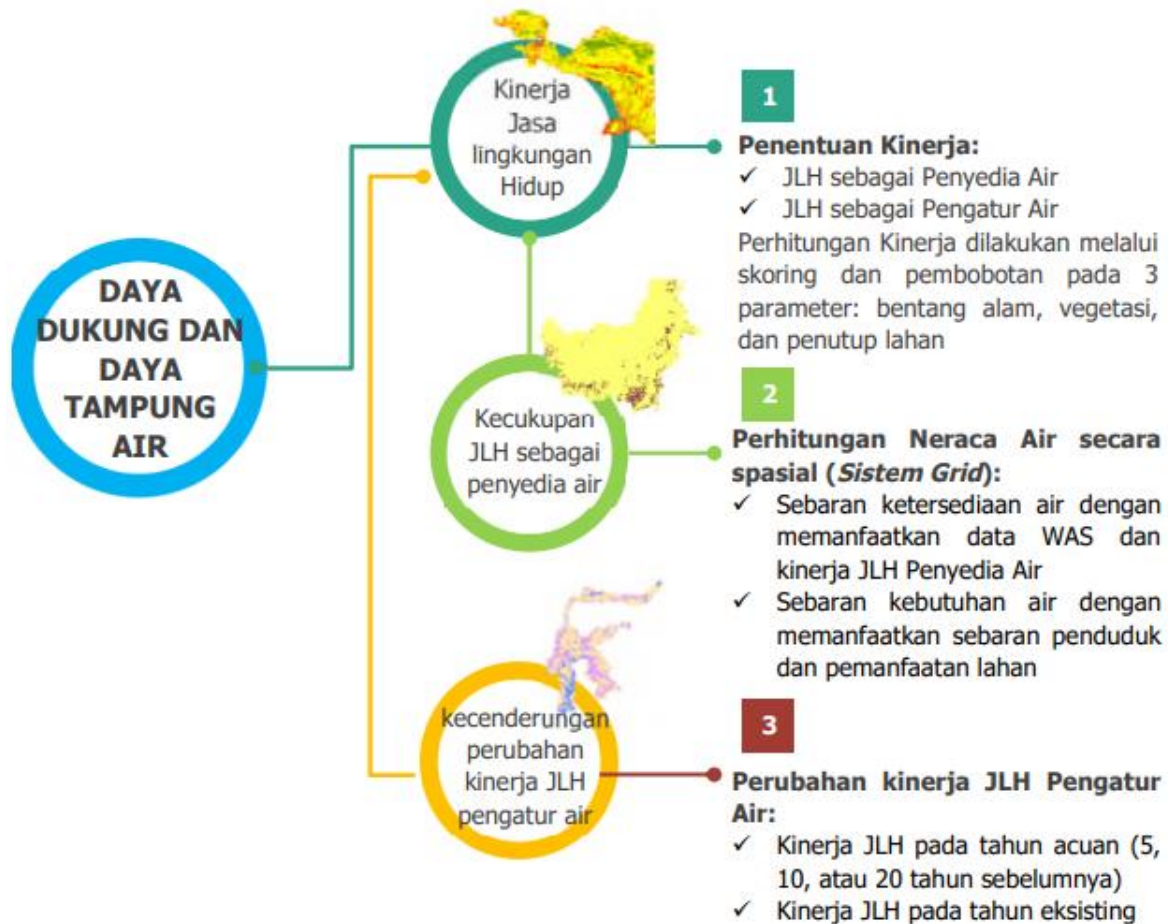 DAYA
DUKUNG DAN
DAYA
TAMPUNG
AIR
Kinerja
Jasa
lingkungan
Hidup
1
Penentuan Kinerja:
✓ JLH sebagai Penyedia Air
✓ JLH sebagai Pengatur Air
Perhitungan Kinerja dilakukan melalui
skoring dan pembobotan pada 3
parameter: bentang alam, vegetasi,
dan penutup lahan
Kecukupan
JLH sebagai
penyedia air
2
Perhitungan Neraca Air secara
spasial (Sistem Grid):
✓ Sebaran ketersediaan air dengan
memanfaatkan data WAS dan
kinerja JLH Penyedia Air
✓ Sebaran kebutuhan air dengan
memanfaatkan sebaran penduduk
dan pemanfaatan lahan
kecenderungan
perubahan
kinerja JLH
pengatur air
3
Perubahan kinerja JLH Pengatur
Air:
✓ Kinerja JLH pada tahun acuan (5,
10, atau 20 tahun sebelumnya)
✓ Kinerja JLH pada tahun eksisting